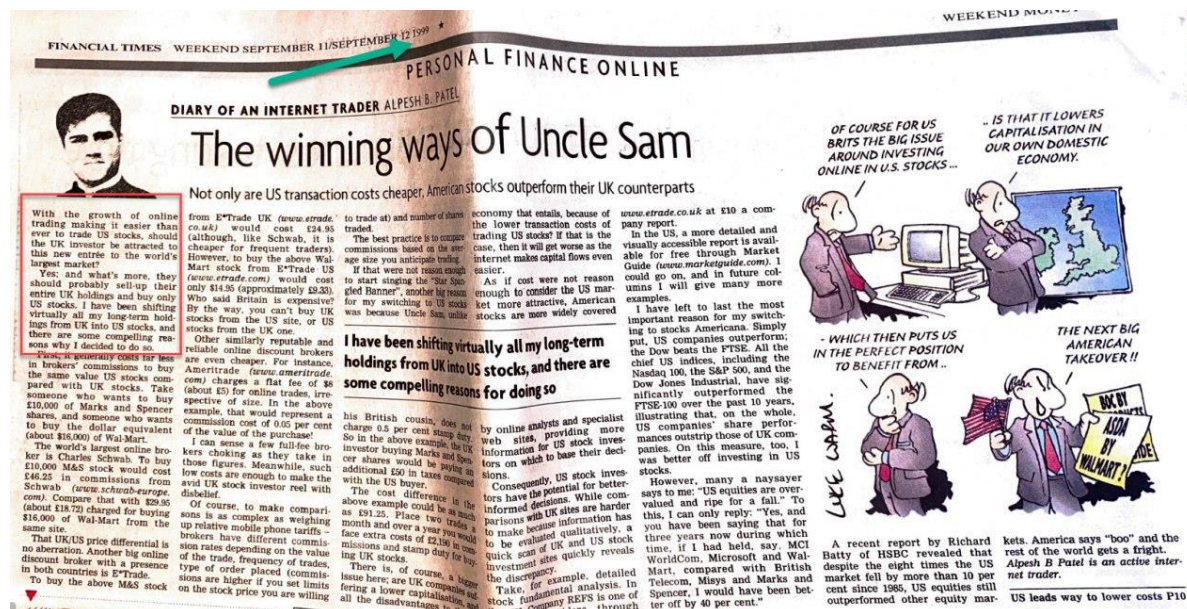 WEEKEND
FINANCIAL TIMES WEEKEND SEPTEMBER 11/SEPTEMBER 12 1999 ★
PERSONAL FINANCE ONLINE
DIARY OF AN INTERNET TRADER ALPESH B. PATEL
The winning ways of Uncle Sam
Not only are US transaction costs cheaper, American stocks outperform their UK counterparts
With the growth of online
trading making it easier than
ever to trade US stocks, should
the UK investor be attracted to
this new entrée to the world's
largest market?
Yes; and what's more, they
should probably sell-up their
entire UK holdings and buy only
US stocks. I have been shifting
virtually all my long-term hold-
ings from UK into US stocks, and
there are some compelling rea-
sons why I decided to do so.
First, it generally costs far less
in brokers' commissions to buy
the same value US stocks com-
pared with UK stocks. Take
someone who wants to buy
£10,000 of Marks and Spencer
shares, and someone who wants
to buy the dollar equivalent
(about $16,000) of Wal-Mart.
The world's largest online bro-
ker is Charles Schwab. To buy
£10,000 M&S stock would cost
£46.25 in commissions from
Schwab (www.schwab-europe.
com). Compare that with $29.95
(about £18.72) charged for buying
$16,000 of Wal-Mart from the
same site.
That UK/US price differential is
no aberration. Another big online
discount broker with a presence
in both countries is E*Trade.
To buy the above M&S stock
from E*Trade UK (www.etrade.
co.uk) would cost £24.95
(although, like Schwab, it is
cheaper for frequent traders).
However, to buy the above Wal-
Mart stock from E*Trade US
(www.etrade.com) would cost
only $14.95 (approximately £9.33).
Who said Britain is expensive?
By the way, you can't buy UK
stocks from the US site, or US
stocks from the UK one.
Other similarly reputable and
reliable online discount brokers
are even cheaper. For instance,
Ameritrade (www.ameritrade.
com) charges a flat fee of $8
(about £5) for online trades, irre-
spective of size. In the above
example, that would represent a
commission cost of 0.05 per cent
of the value of the purchase!
I can sense a few full-fee bro-
kers choking as they take in
those figures. Meanwhile, such
low costs are enough to make the
avid UK stock investor reel with
disbelief.
Of course, to make compari-
sons is a complex as weighing
up relative mobile phone tariffs –
brokers have different commis-
sion rates depending on the value
of the trade, frequency of trades,
type of order placed (commis-
sions are higher if you set limits
on the stock price you are willing
to trade at) and number of shares
traded.
The best practice is to compare
commissions based on the aver-
age size you anticipate trading.
If that were not reason enough
to start singing the "Star Span-
gled Banner", another big reason
for my switching to US stocks
was because Uncle Sam, unlike
I have been shifting virtually all my long-term
holdings from UK into US stocks, and there are
some compelling reasons for doing so
his British cousin, does not
charge 0.5 per cent stamp duty.
So in the above example, the UK
investor buying Marks and Spen-
cer shares would be paying an
additional £50 in taxes compared
with the US buyer.
The cost difference in the
above example could be as much
as £91.25. Place two trades a
month and over a year you would
face extra costs of £2,190 in com-
missions and stamp duty for buy-
ing UK stocks.
There is, of course, a bigger
issue here; are UK companies suf-
fering a lower capitalisation, and
all the disadvantages to
economy that entails, because of
the lower transaction costs of
trading US stocks? If that is the
case, then it will get worse as the
internet makes capital flows even
easier.
As if cost were not reason
enough to consider the US mar-
ket more attractive, American
stocks are more widely covered
by online analysts and specialist
web sites, providing more
information for US stock inves-
tors on which to base their deci-
sions.
Consequently, US stock inves-
tors have the potential for better-
informed decisions. While com-
parisons with UK sites are harder
to make because information has
to be evaluated qualitatively, a
quick scan of UK and US stock
investment sites quickly reveals
the discrepancy.
Take, for example, detailed
stock fundamental analysis. In
Company REFS is one of
through
www.etrade.co.uk at £10 a com-
pany report.
In the US, a more detailed and
visually accessible report is avail-
able for free through Market
Guide (www.marketguide.com). I
could go on, and in future col-
umns I will give many more
examples.
I have left to last the most
important reason for my switch-
ing to stocks Americana. Simply
put, US companies outperform;
the Dow beats the FTSE. All the
chief US indices, including the
Nasdaq 100, the S&P 500, and the
Dow Jones Industrial, have sig-
nificantly outperformed the
FTSE-100 over the past 10 years,
illustrating that, on the whole,
US companies' share perfor-
mances outstrip those of UK com-
panies. On this measure, too, I
was better off investing in US
stocks.
However, many a naysayer
says to me: "US equities are over-
valued and ripe for a fall." To
this, I can only reply: "Yes, and
you have been saying that for
three years now during which
time, if I had held, say, MCI
WorldCom, Microsoft and Wal-
Mart, compared with British
Telecom, Misys and Marks and
Spencer, I would have been bet-
ter off by 40 per cent."
OF COURSE FOR US
BRITS THE BIG ISSUE
AROUND INVESTING
ONLINE IN U.S. STOCKS ...
.. IS THAT IT LOWERS
CAPITALISATION IN
OUR OWN DOMESTIC
ECONOMY.
- WHICH THEN PUTS US
IN THE PERFECT POSITION
TO BENEFIT FROM ..
THE NEXT BIG
AMERICAN
TAKEOVER !!
BOC BY
ASDA
BY
WALMART?
A recent report by Richard
Batty of HSBC revealed that
despite the eight times the US
market fell by more than 10 per
cent since 1985, US equities still
outperformed other equity mar-
kets. America says "boo" and the
rest of the world gets a fright.
Alpesh B Patel is an active inter-
net trader.
US leads way to lower costs P10